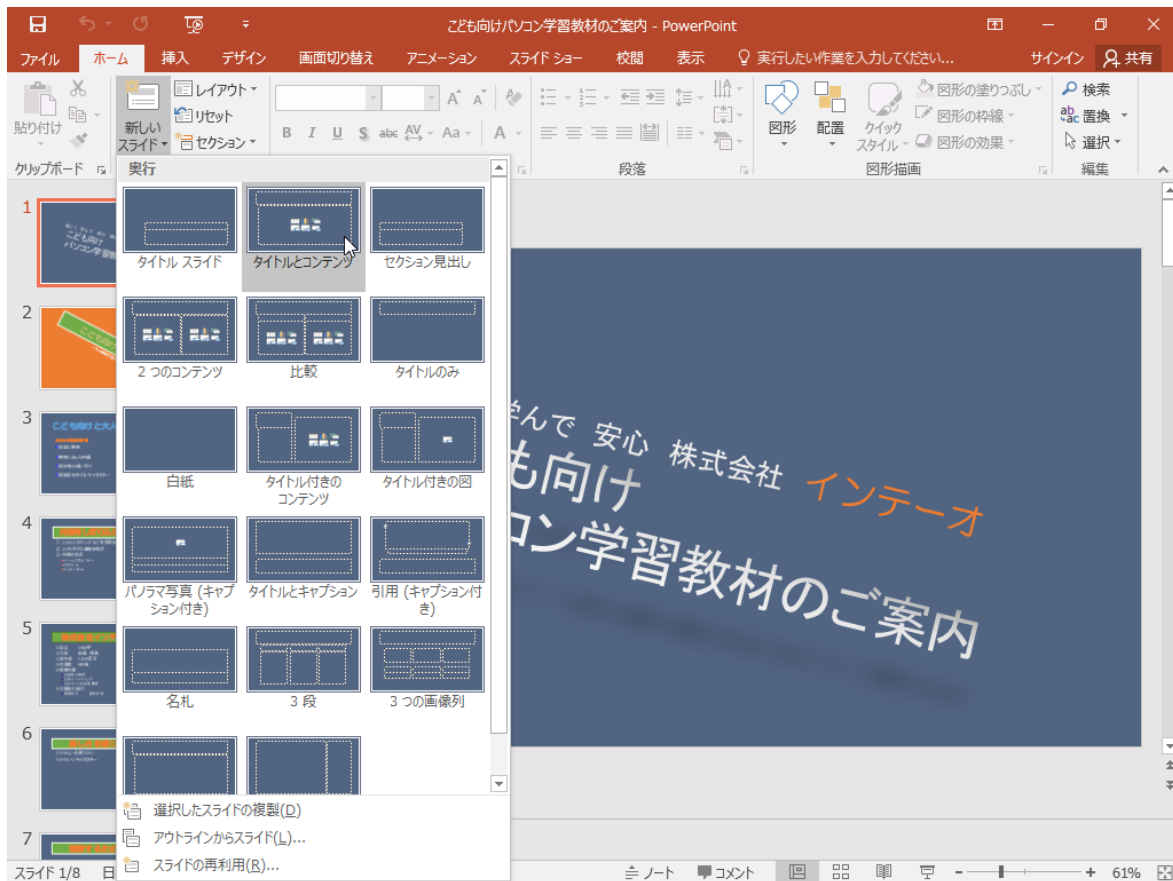 こども向けパソコン学習教材のご案内 - PowerPoint
ファイル ホーム 挿入 デザイン 画面切り替え アニメーション スライド ショー 校閲 表示 実行したい作業を入力してください... サインイン 共有
貼り付け
新しい
スライド
レイアウト
リセット
セクション
B I U S abc AV Aa A
図形
配置
クイック
スタイル
図形の塗りつぶし
図形の枠線
図形の効果
検索
置換
選択
クリップボード
段落
図形描画
編集
奥行
タイトル スライド
タイトルとコンテンツ
セクション見出し
2 つのコンテンツ
比較
タイトルのみ
白紙
タイトル付きの
コンテンツ
タイトル付きの図
パノラマ写真 (キャプ
ション付き)
タイトルとキャプション
引用 (キャプション付
き)
名札
3 段
3 つの画像列
選択したスライドの複製(D)
アウトラインからスライド(L)...
スライドの再利用(R)...
1
2
3
4
5
6
7
学んで 安心 株式会社 インテーオ
ども向け
コン学習教材のご案内
スライド 1/8 日
ノート コメント
61%